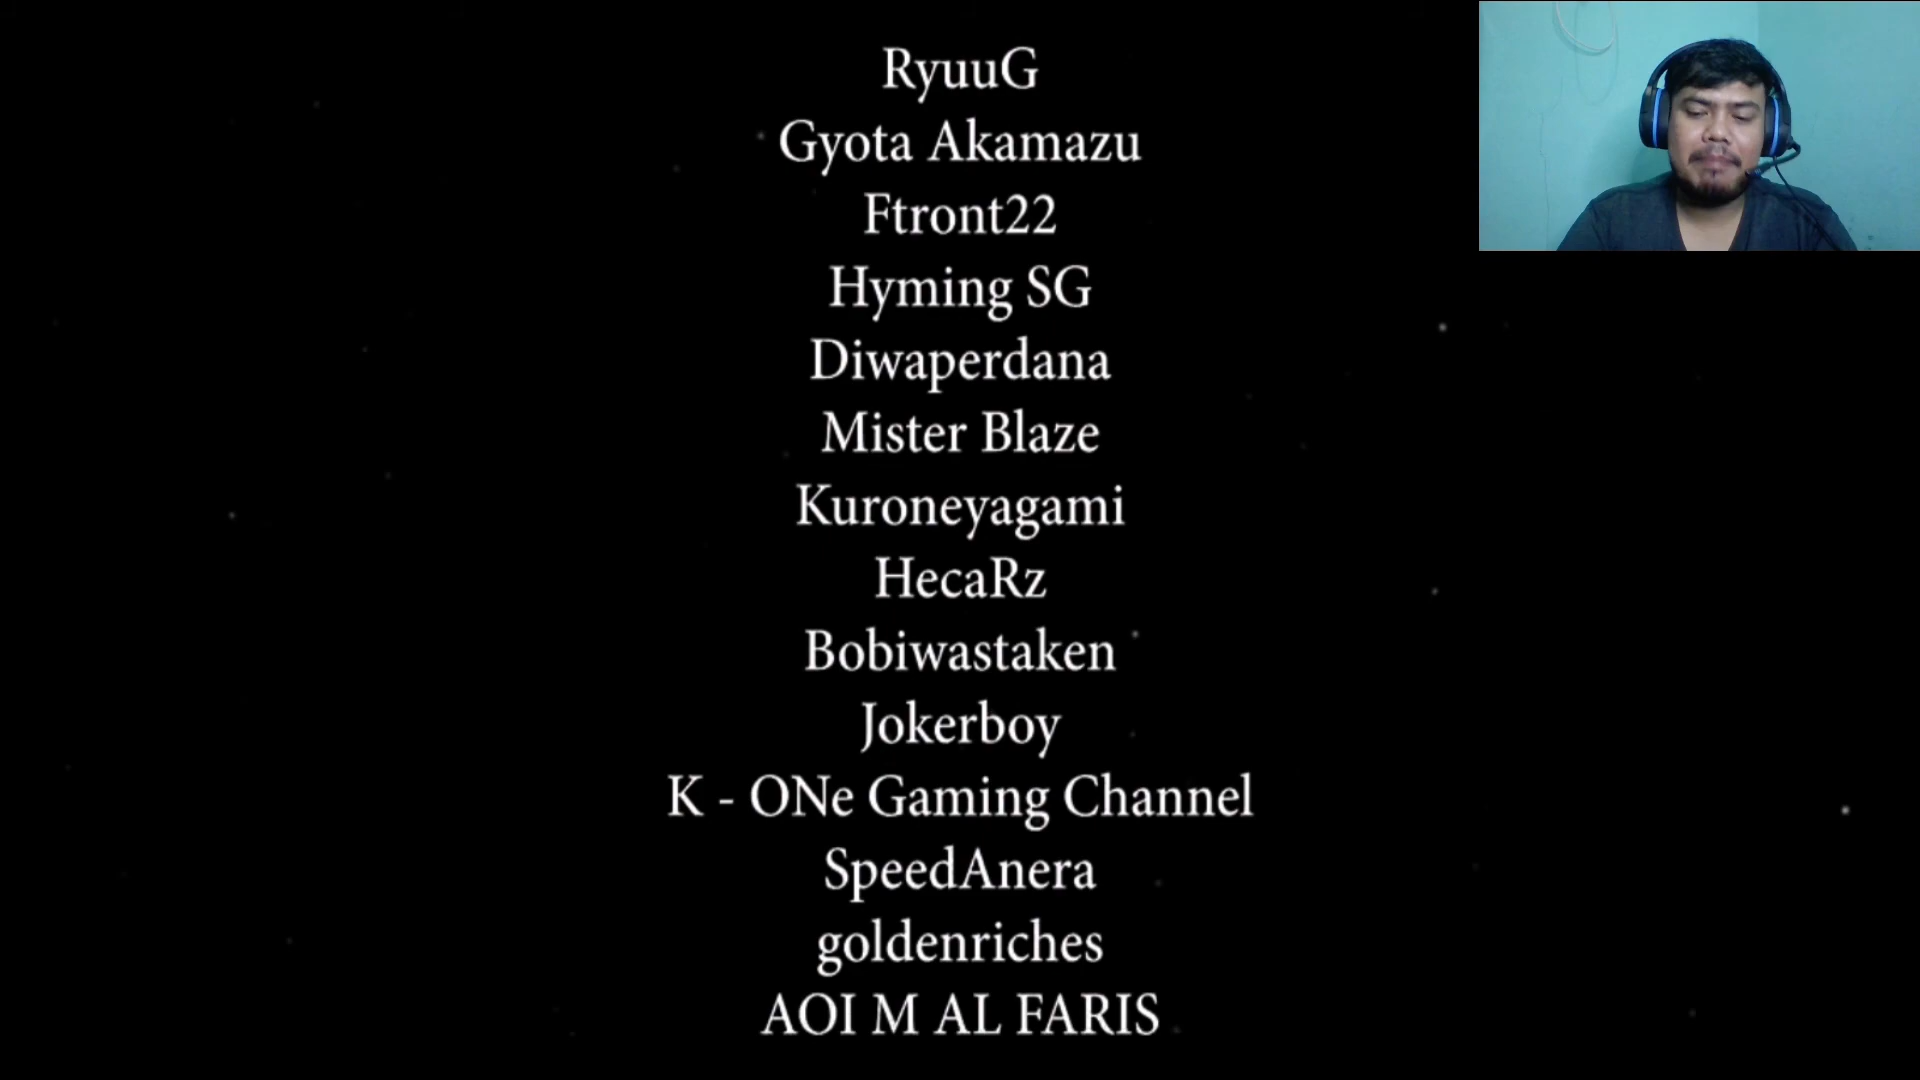 RyuuG
Gyota Akamazu
Ftront22
Hyming SG
Diwaperdana
Mister Blaze
Kuroneyagami
HecaRz
Bobiwastaken
Jokerboy
K - ONe Gaming Channel
SpeedAnera
goldenriches
AOI M AL FARIS